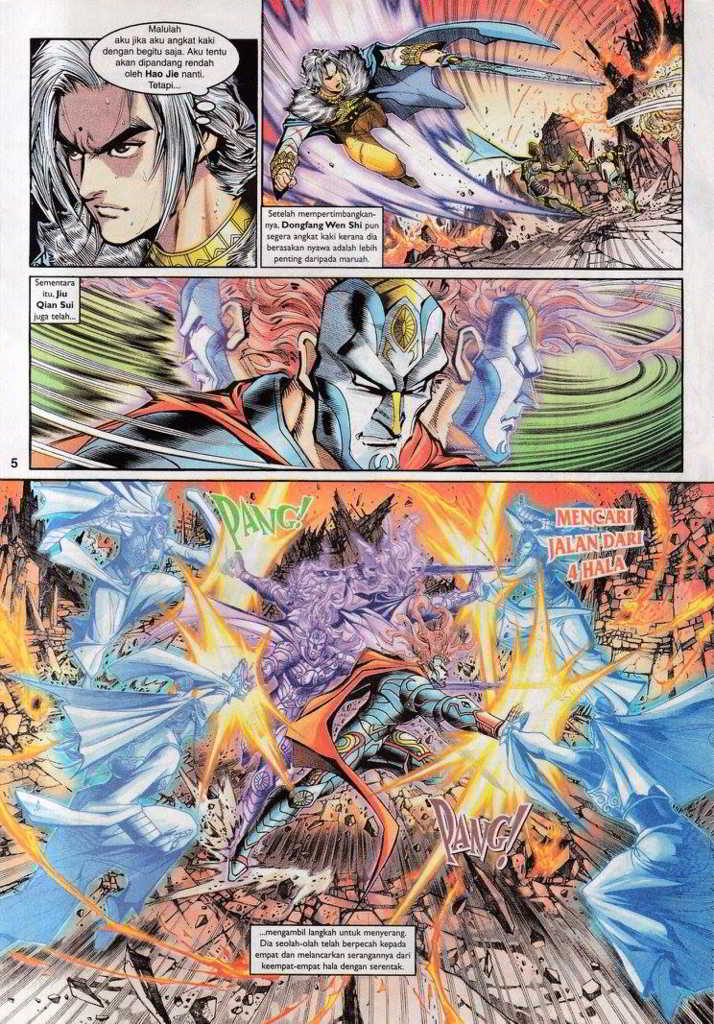 Malulah
aku jika aku angkat kaki
dengan begitu saja. Aku tentu
akan dipandang rendah
oleh Hao Jie nanti.
Tetapi...
Setelah mempertimbangkan-
nya, Dongfang Wen Shi pun
segera angkat kaki kerana dia
berasakan nyawa adalah lebih
penting daripada maruah.
Sementara
itu, Jiu
Qian Sui
juga telah...
5
PANG!
MENCARI
JALAN DARI
4 HALA
PANG!
...mengambil langkah untuk menyerang.
Dia seolah-olah telah berpecah kepada
empat dan melancarkan serangannya dari
keempat-empat hala dengan serentak.